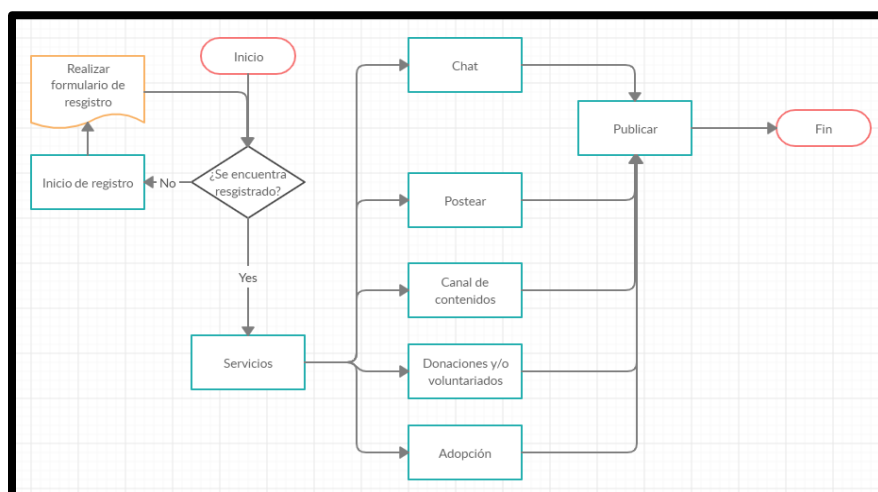 Inicio
Realizar
formulario de
resgistro
Inicio de registro
No
¿Se encuentra
resgistrado?
Yes
Servicios
Chat
Postear
Canal de
contenidos
Donaciones y/o
voluntariados
Adopción
Publicar
Fin